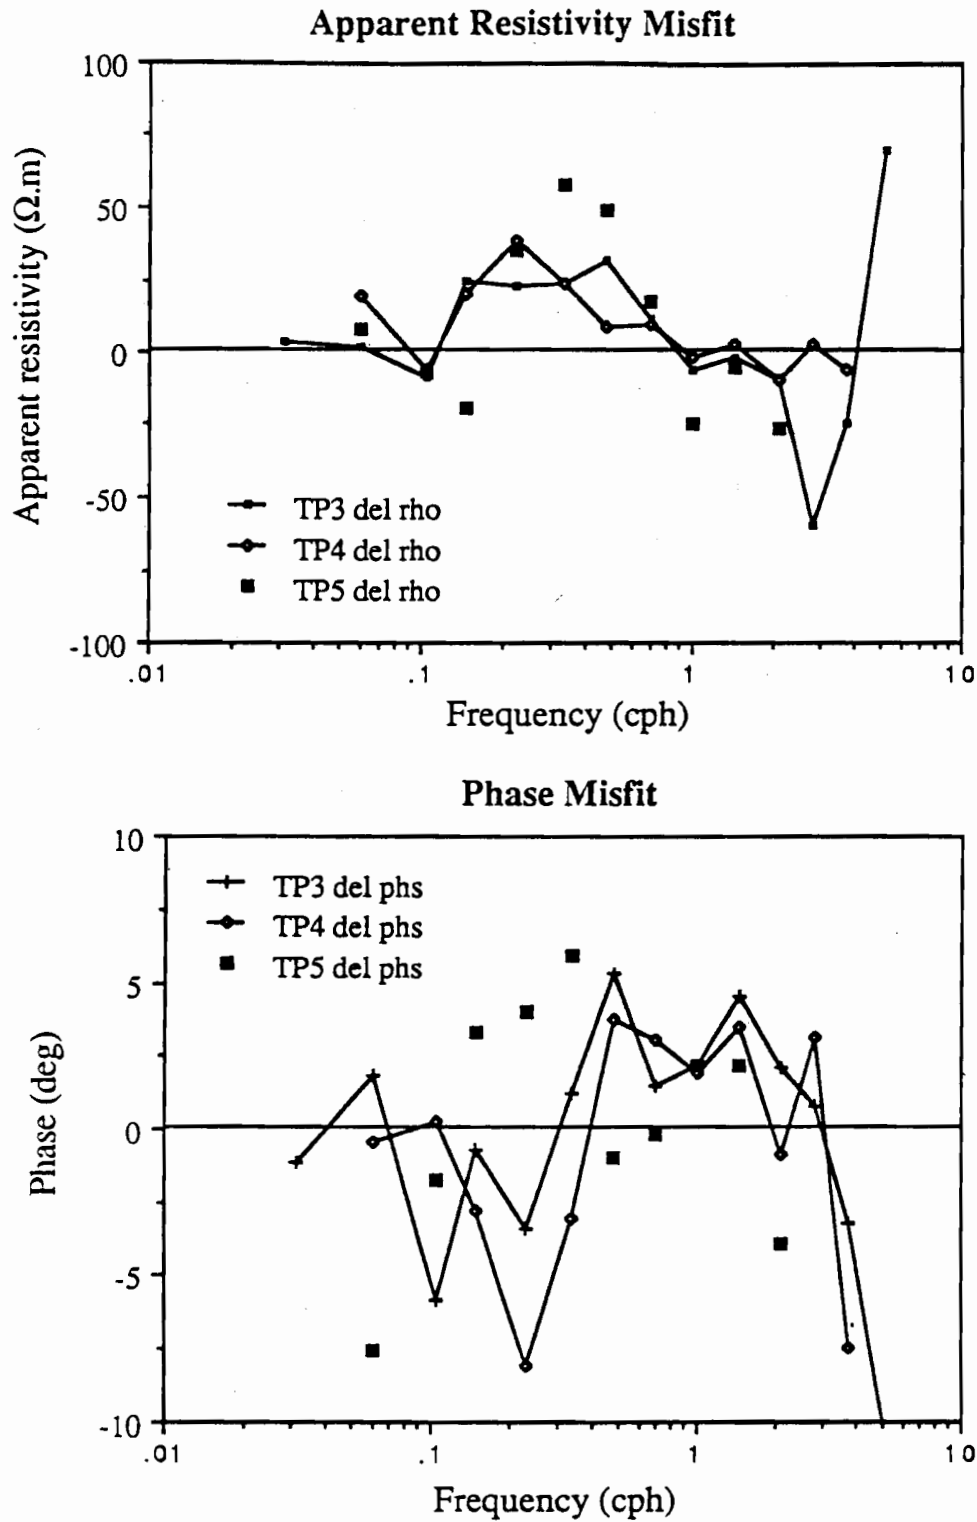 Apparent Resistivity Misfit
100
50
0
-50
-100
Apparent resistivity (Ω.m)
TP3 del rho
TP4 del rho
TP5 del rho
.01
.1
1
10
Frequency (cph)
Phase Misfit
10
5
0
-5
-10
Phase (deg)
TP3 del phs
TP4 del phs
TP5 del phs
.01
.1
1
10
Frequency (cph)